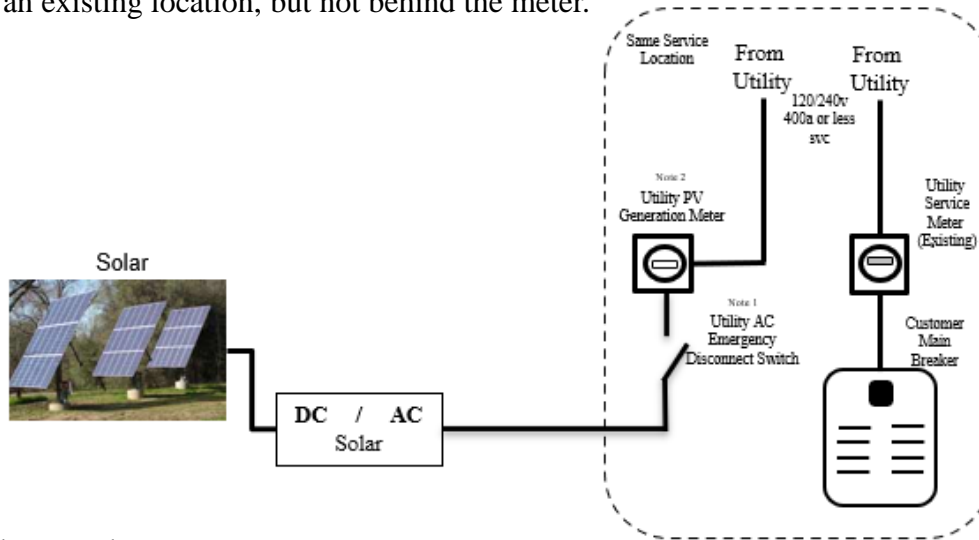 an existing location, but not behind the meter.
Same Service
Location
From
Utility
From
Utility
120/240v
400a or less
svc
Note 2
Utility PV
Generation Meter
Utility
Service
Meter
(Existing)
Solar
Note 1
Utility AC
Emergency
Disconnect Switch
Customer
Main
Breaker
DC / AC
Solar